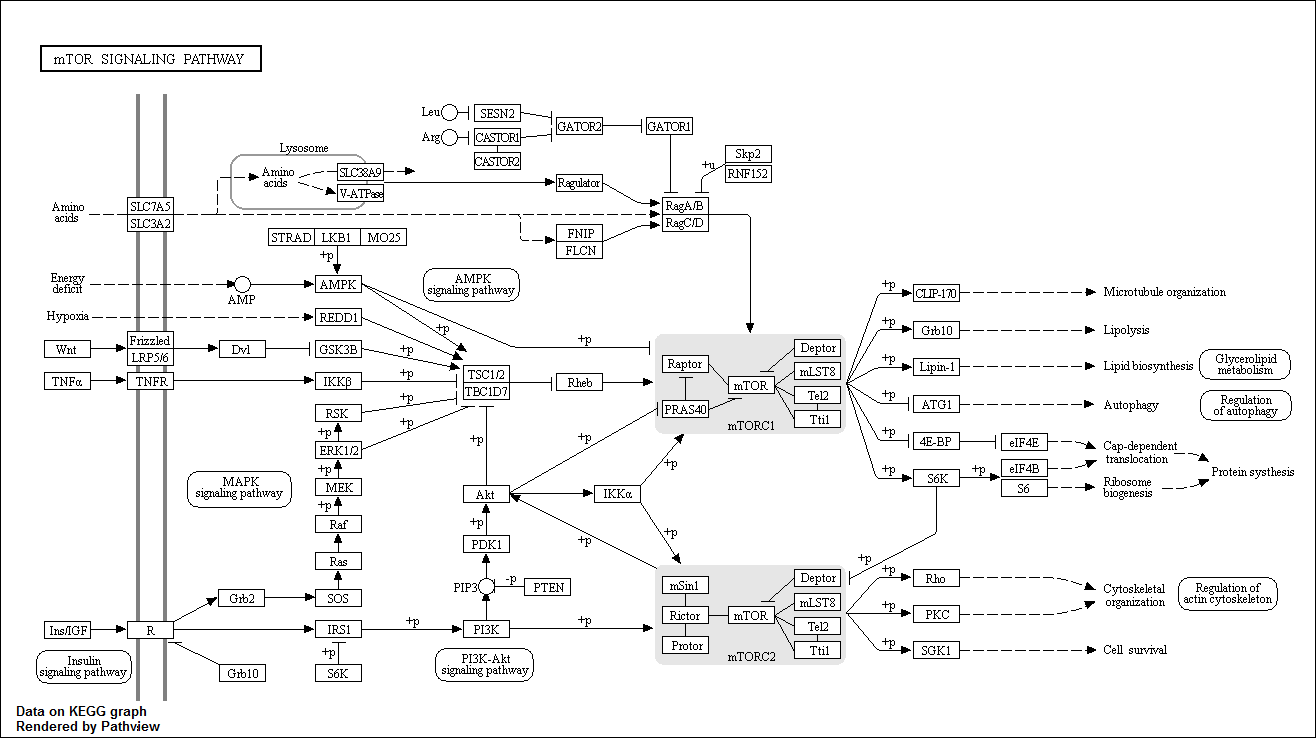 mTOR SIGNALING PATHWAY
Leu
SESN2
GATOR2
GATOR1
Arg
CASTOR1
CASTOR2
Skp2
RNF152
+u
Lysosome
Amino
acids
SLC38A9
V-ATPase
Ragulator
Amino
acids
SLC7A5
SLC3A2
RagA/B
RagC/D
FNIP
FLCN
STRAD
LKB1
MO25
+p
Energy
deficit
AMP
AMPK
AMPK
signaling pathway
Hypoxia
REDD1
+p
+p
Wnt
Frizzled
LRP5/6
Dvl
GSK3B
+p
TNFα
TNFR
IKKβ
+p
TSC1/2
TBC1D7
Rheb
Raptor
PRAS40
mTOR
Deptor
mLST8
Tel2
Tti1
mTORC1
+p
CLIP-170
Microtubule organization
+p
Grb10
Lipolysis
+p
Lipin-1
Lipid biosynthesis
Glycerolipid
metabolism
+p
ATG1
Autophagy
Regulation
of autophagy
+p
4E-BP
eIF4E
Cap-dependent
translocation
+p
S6K
+p
eIF4B
S6
Ribosome
biogenesis
Protein systhesis
RSK
+p
+p
ERK1/2
+p
+p
MEK
+p
Raf
Ras
SOS
MAPK
signaling pathway
Akt
+p
+p
IKKα
+p
+p
+p
+p
PDK1
PIP3
-p
PTEN
Grb2
Ins/IGF
R
IRS1
+p
PI3K
+p
Insulin
signaling pathway
Grb10
+p
S6K
PI3K-Akt
signaling pathway
mSin1
Rictor
Protor
mTOR
Deptor
mLST8
Tel2
Tti1
mTORC2
+p
+p
Rho
+p
PKC
+p
SGK1
Cytoskeletal
organization
Regulation of
actin cytoskeleton
Cell survival
Data on KEGG graph
Rendered by Pathview